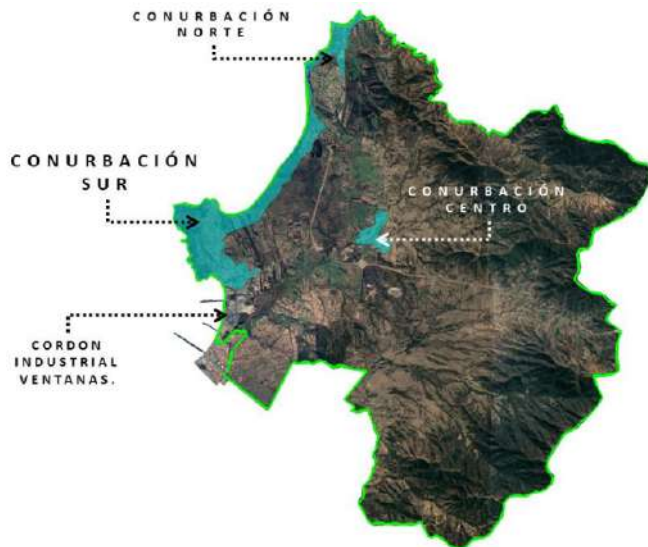 CONURBACIÓN
NORTE
CONURBACIÓN
SUR
CONURBACIÓN
CENTRO
CORDON
INDUSTRIAL
VENTANAS.